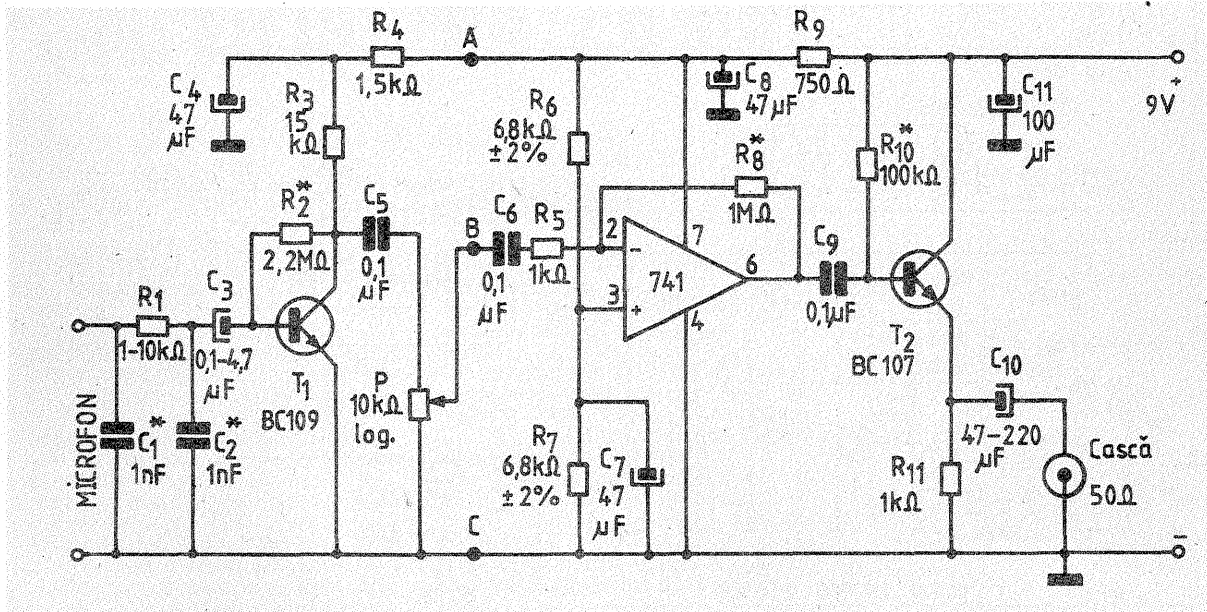 R4
1,5kΩ
A
R9
750Ω
C4
47
µF
R3
15
kΩ
R6
6,8kΩ
±2%
C8
47µF
R8*
1MΩ
R10*
100kΩ
C11
100
µF
+
9V
R2*
2,2MΩ
C5
0,1
µF
B
C6
0,1
µF
R5
1kΩ
2
-
3
+
741
7
4
6
C9
0,1µF
T2
BC107
R1
1-10kΩ
C3
0,1-4,7
µF
T1
BC109
P
10kΩ
log.
MICROFON
C1*
1nF
C2*
1nF
R7
6,8kΩ
±2%
C7
47
µF
R11
1kΩ
C10
47-220
µF
Cască
50Ω
C
-